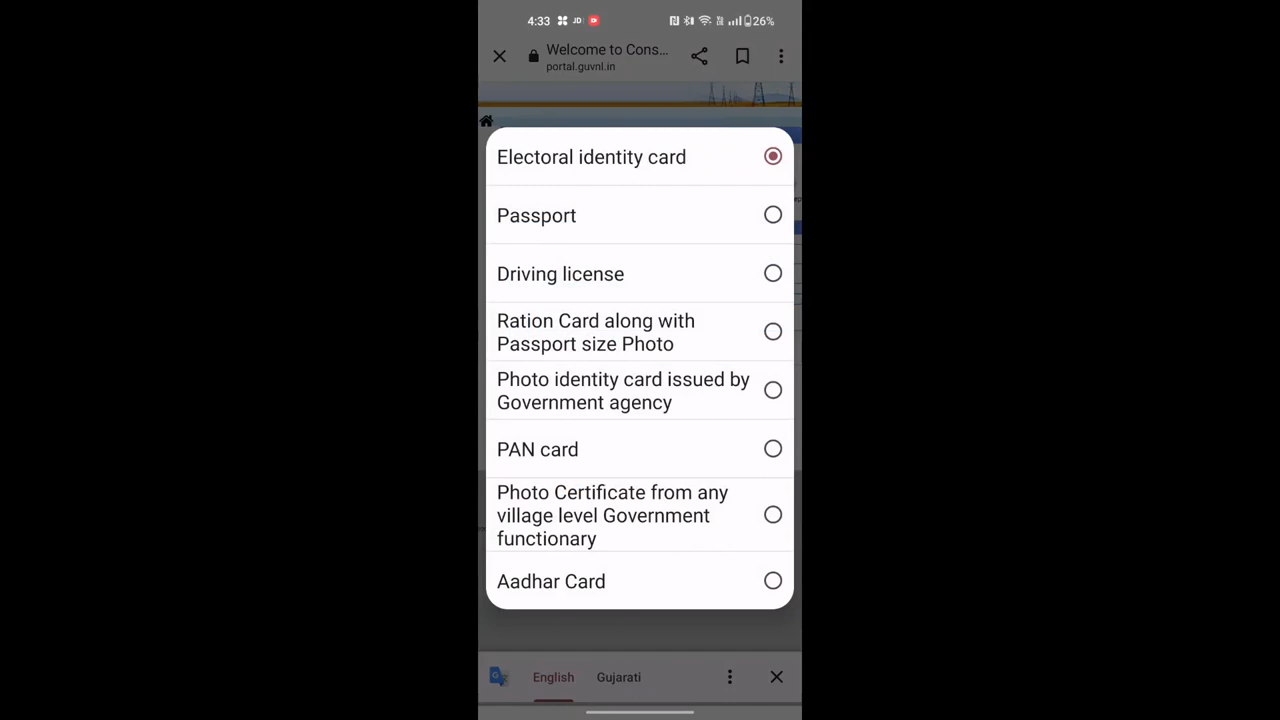 4:33 JD 26%
Welcome to Cons...
portal.guvnl.in
Electoral identity card
Passport
Driving license
Ration Card along with
Passport size Photo
Photo identity card issued by
Government agency
PAN card
Photo Certificate from any
village level Government
functionary
Aadhar Card
English Gujarati